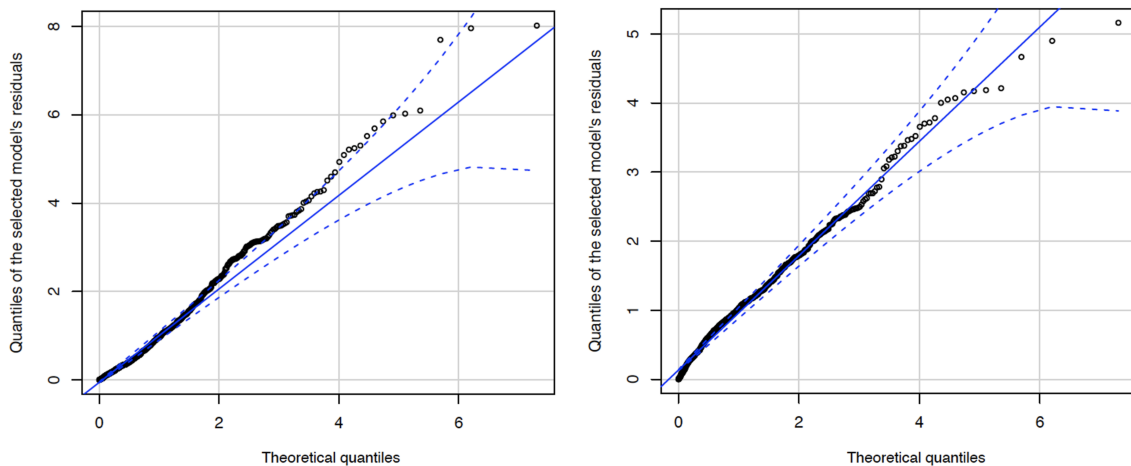 Quantiles of the selected model's residuals
8
6
4
2
0
0 2 4 6
Theoretical quantiles
Quantiles of the selected model's residuals
5
4
3
2
1
0
0 2 4 6
Theoretical quantiles